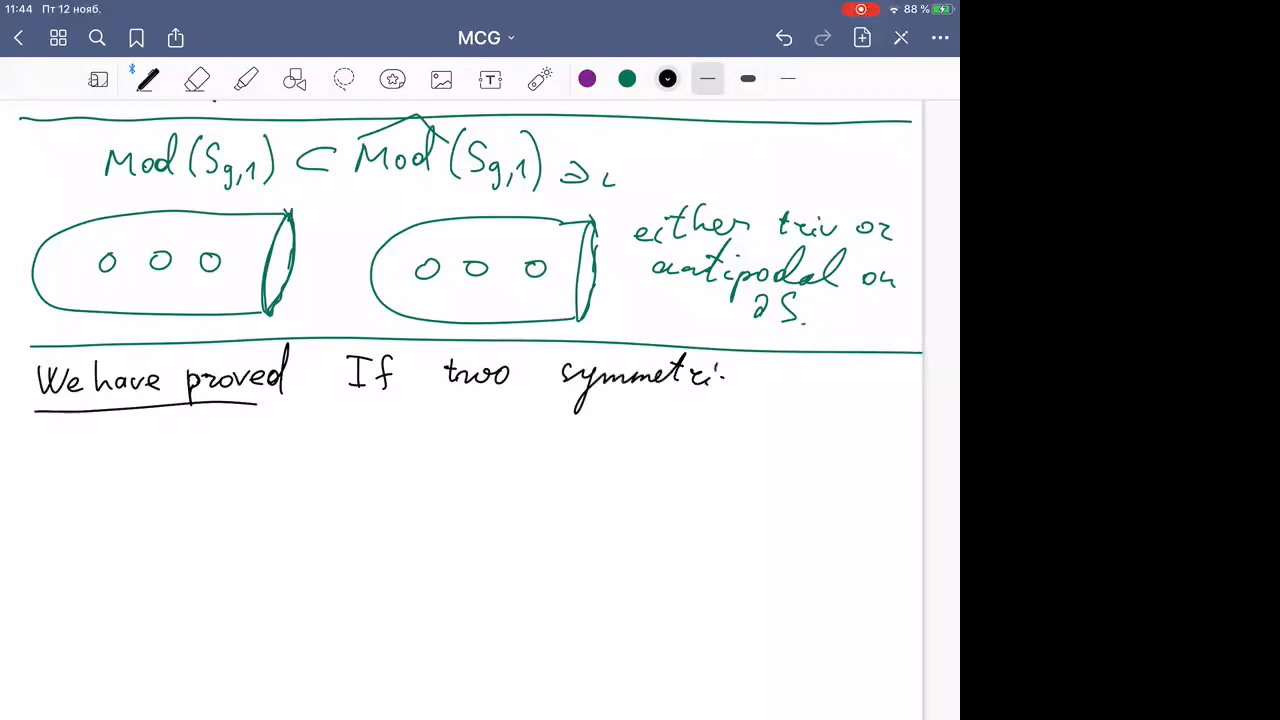 11:44 Пт 12 нояб. 88 %
MCG
Mod(S_{g,1}) ⊂ \widehat{Mod}(S_{g,1}) ∋ ι
either triv or
antipodal on
∂S.
We have proved If two symmetri